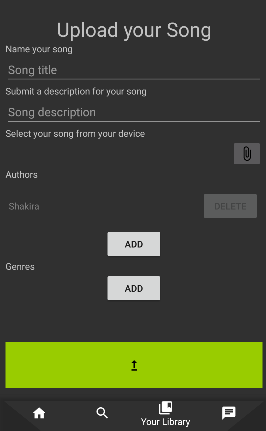 Upload your Song
Name your song
Song title
Submit a description for your song
Song description
Select your song from your device
Authors
Shakira
DELETE
ADD
Genres
ADD
Your Library